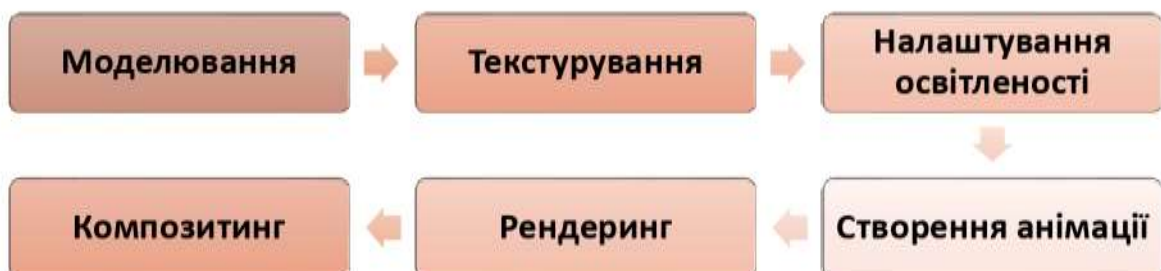 Моделювання
Текстурування
Налаштування
освітленості
Створення анімації
Рендеринг
Композитинг